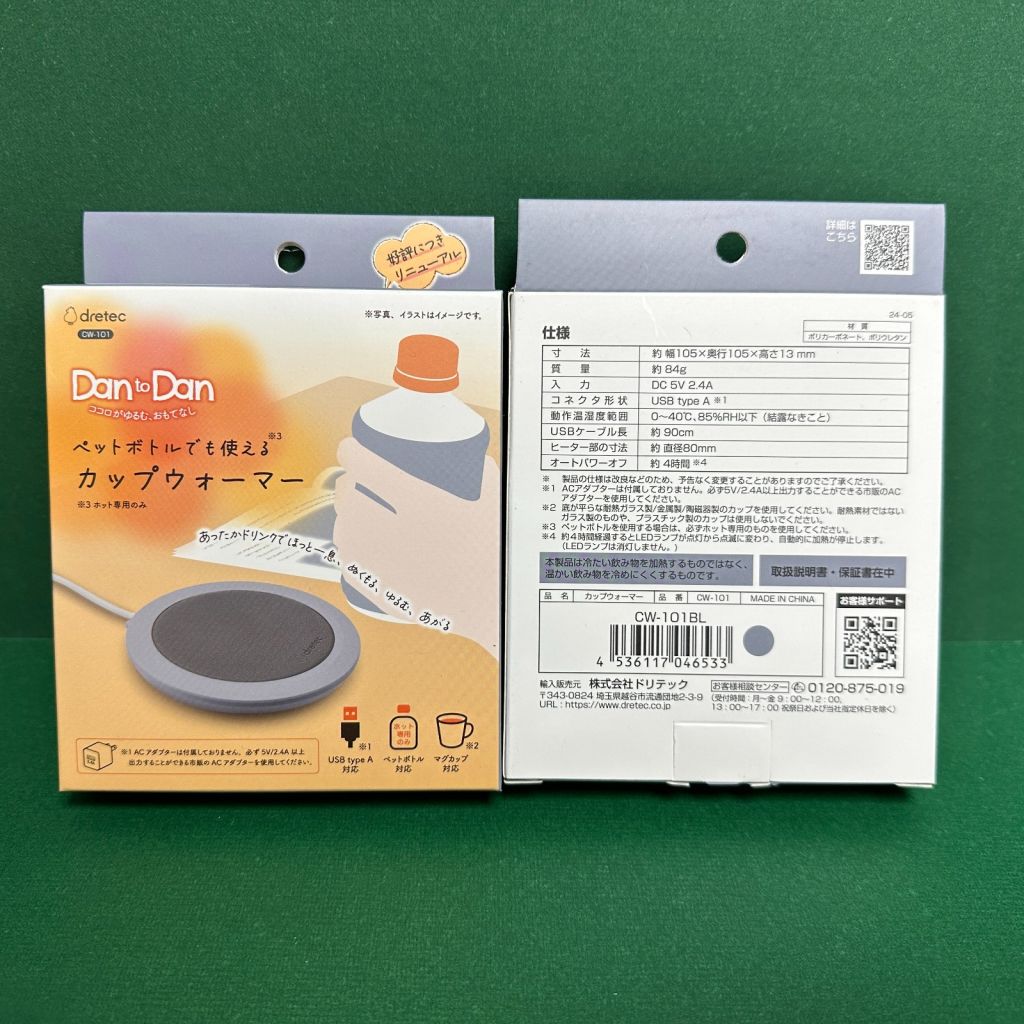 好評につき
リニューアル
dretec
CW-101
※写真、イラストはイメージです。
Dan to Dan
ココロがゆるむ、おもてなし
ペットボトルでも使える※3
カップウォーマー
※3 ホット専用のみ
あったかドリンクでほっと一息、ぬくもる、ゆるむ、あがる
dretec
※1 ACアダプターは付属しておりません。必ず5V/2.4A以上
出力することができる市販のACアダプターを使用してください。
※1
USB type A
対応
ホット
専用
のみ
ペットボトル
対応
※2
マグカップ
対応
詳細は
こちら
24-05
仕様
材質
ポリカーボネート、ポリウレタン
寸法 約 幅105×奥行105×高さ13 mm
質量 約 84g
入力 DC 5V 2.4A
コネクタ形状 USB type A ※1
動作温湿度範囲 0〜40℃、85%RH以下（結露なきこと）
USBケーブル長 約 90cm
ヒーター部の寸法 約 直径80mm
オートパワーオフ 約 4時間 ※4
※ 製品の仕様は改良などのため、予告なく変更することがありますのでご了承ください。
※1 ACアダプターは付属しておりません。必ず5V/2.4A以上出力することができる市販のAC
アダプターを使用してください。
※2 底が平らな耐熱ガラス製/金属製/陶磁器製のカップを使用してください。耐熱素材ではない
ガラス製のものや、プラスチック製のカップは使用しないでください。
※3 ペットボトルを使用する場合は、必ずホット専用のものを使用してください。
※4 約4時間経過するとLEDランプが点灯から点滅に変わり、自動的に加熱が停止します。
（LEDランプは消灯しません。）
本製品は冷たい飲み物を加熱するものではなく、
温かい飲み物を冷めにくくするものです。
取扱説明書・保証書在中
品名 カップウォーマー 品番 CW-101 MADE IN CHINA
お客様サポート
CW-101BL
4 536117 046533
輸入販売元 株式会社ドリテック
お客様相談センター 0120-875-019
〒343-0824 埼玉県越谷市流通団地2-3-9
（受付時間：月〜金 9：00〜12：00、
URL：https://www.dretec.co.jp
13：00〜17：00 祝祭日および当社指定休日を除く）